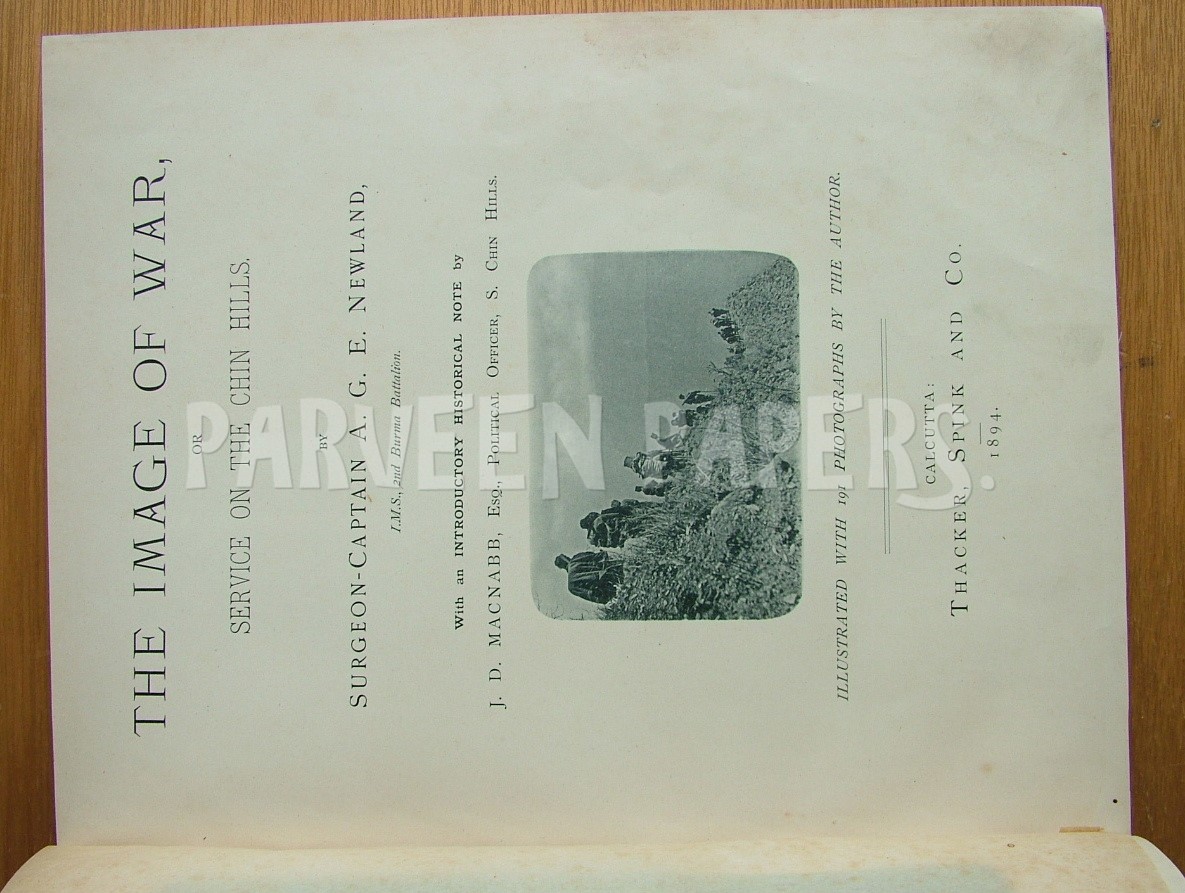 THE IMAGE OF WAR,
OR
SERVICE ON THE CHIN HILLS.
BY
SURGEON-CAPTAIN A. G. E. NEWLAND,
I.M.S., 2nd Burma Battalion.
With an INTRODUCTORY HISTORICAL NOTE by
J. D. MACNABB, ESQ., POLITICAL OFFICER, S. CHIN HILLS.
ILLUSTRATED WITH 191 PHOTOGRAPHS BY THE AUTHOR.
CALCUTTA:
THACKER, SPINK AND CO.
1894.
PARVEEN PAPERS.